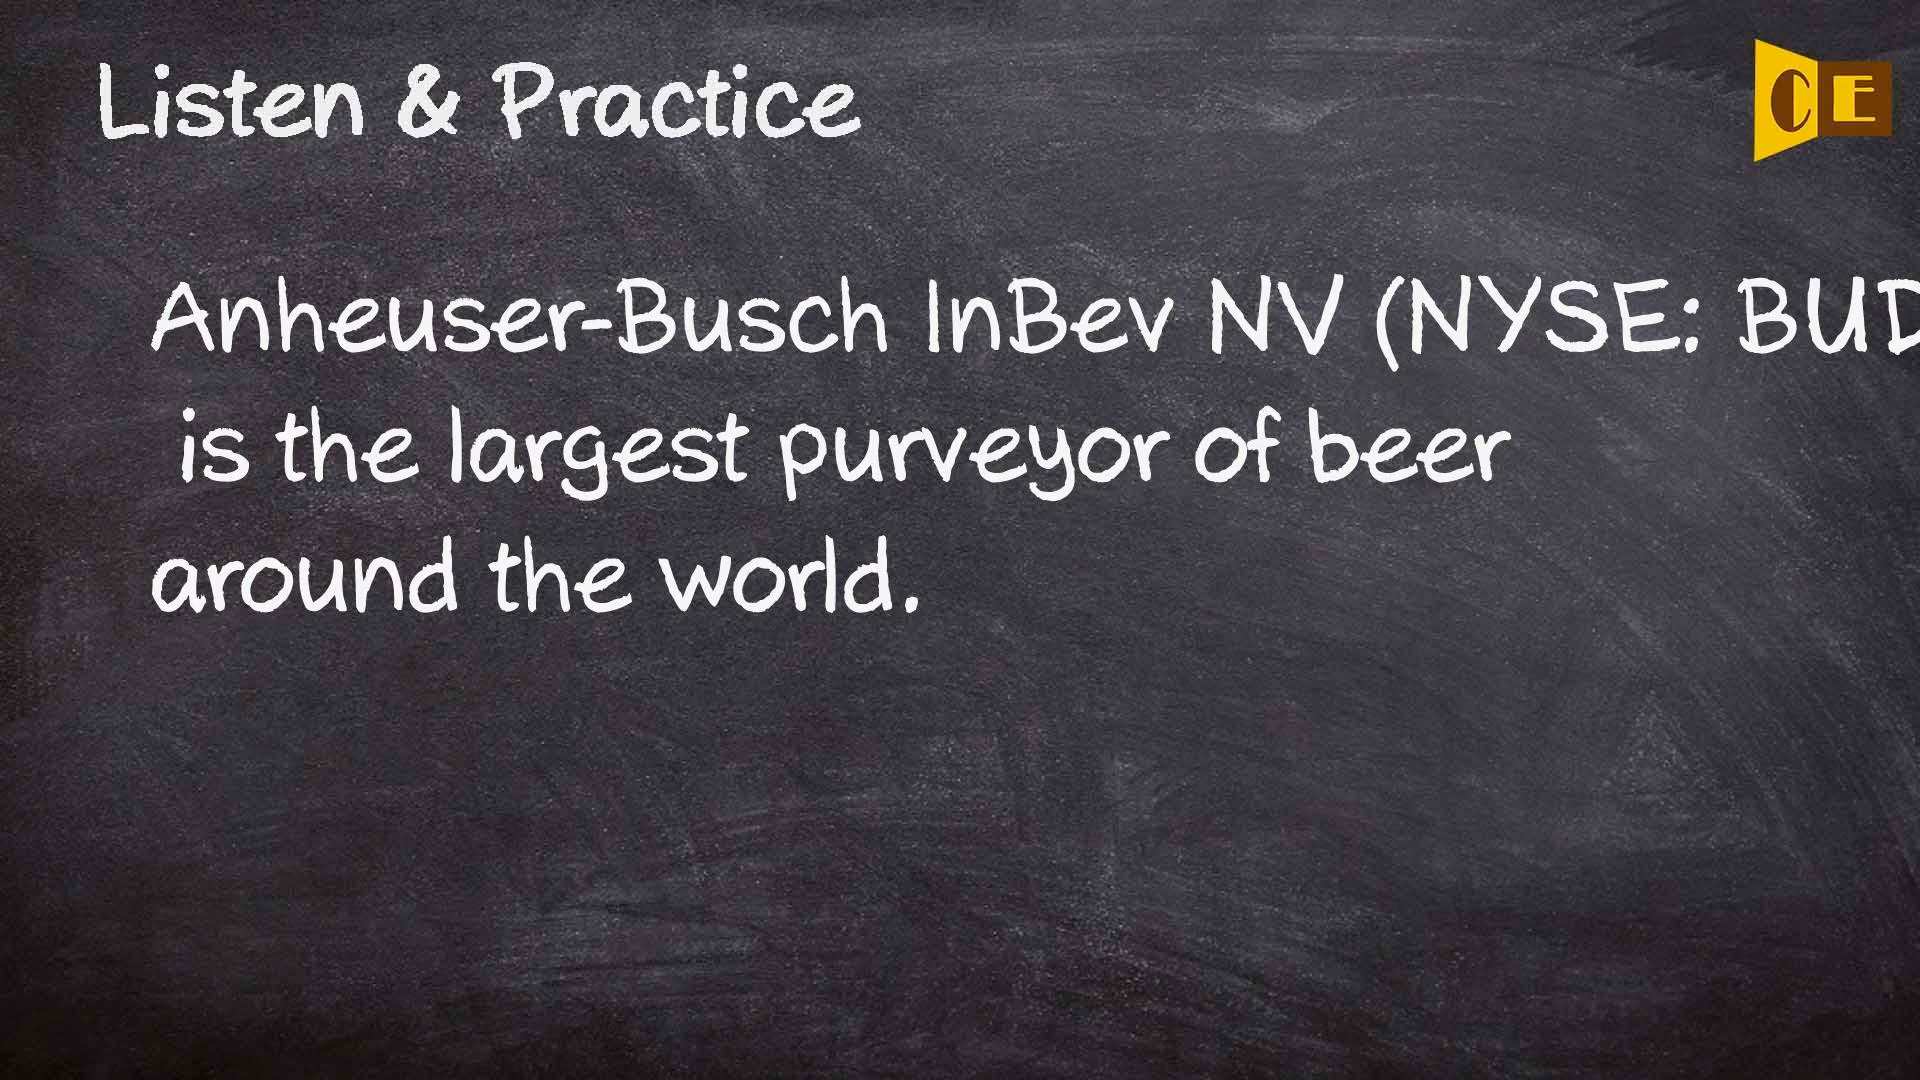 Listen & Practice
CE
Anheuser-Busch InBev NV (NYSE: BUD
is the largest purveyor of beer
around the world.